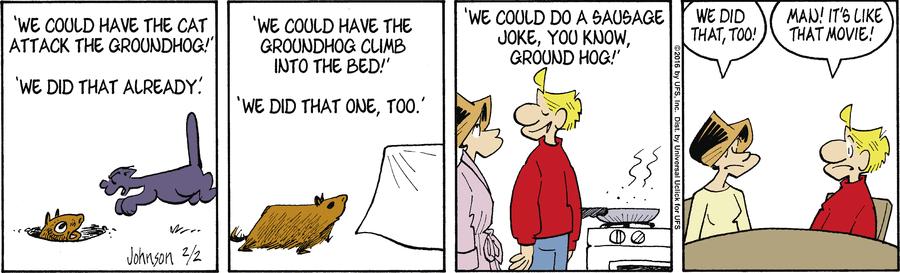 'WE COULD HAVE THE CAT
ATTACK THE GROUNDHOG!'
'WE DID THAT ALREADY.'
Johnson 2/2
'WE COULD HAVE THE
GROUNDHOG CLIMB
INTO THE BED!'
'WE DID THAT ONE, TOO.'
'WE COULD DO A SAUSAGE
JOKE, YOU KNOW,
GROUND HOG!'
©2016 by UFS, Inc. Dist. by Universal Uclick for UFS
WE DID
THAT, TOO!
MAN! IT'S LIKE
THAT MOVIE!